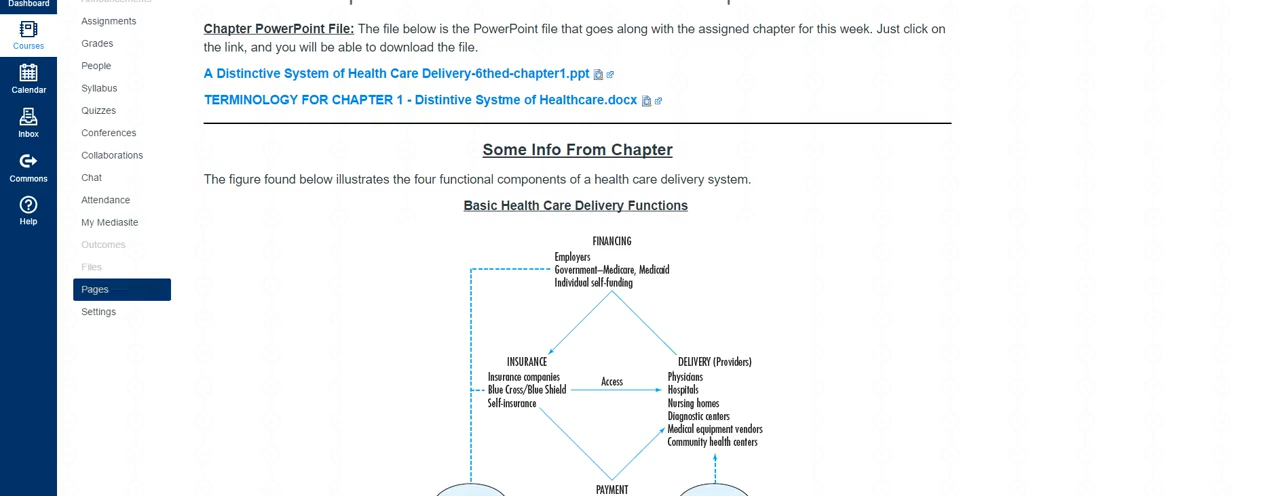 Dashboard
Courses
Calendar
Inbox
Commons
Help
Announcements
Assignments
Grades
People
Syllabus
Quizzes
Conferences
Collaborations
Chat
Attendance
My Mediasite
Outcomes
Files
Pages
Settings
Chapter PowerPoint File: The file below is the PowerPoint file that goes along with the assigned chapter for this week. Just click on
the link, and you will be able to download the file.
A Distinctive System of Health Care Delivery-6thed-chapter1.ppt
TERMINOLOGY FOR CHAPTER 1 - Distintive Systme of Healthcare.docx
Some Info From Chapter
The figure found below illustrates the four functional components of a health care delivery system.
Basic Health Care Delivery Functions
FINANCING
Employers
Government—Medicare, Medicaid
Individual self-funding
INSURANCE
Insurance companies
Blue Cross/Blue Shield
Self-insurance
Access
DELIVERY (Providers)
Physicians
Hospitals
Nursing homes
Diagnostic centers
Medical equipment vendors
Community health centers
PAYMENT